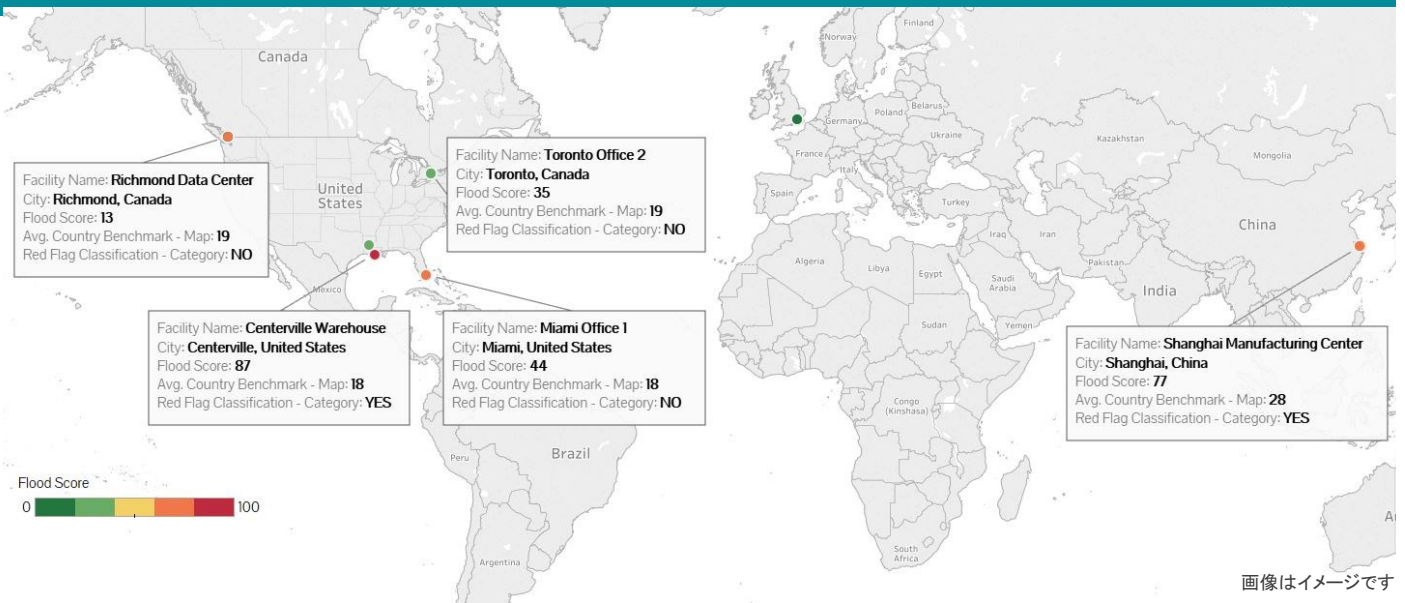 Finland
Norway
Canada
Belarus
Poland
Germany
Ukraine
Kazakhstan
France
Mongolia
Italy
Spain
Turkey
United
States
China
Iraq
Iran
Algeria
Libya
Egypt
Saudi
Arabia
Pakistan
India
Mexico
Sudan
Yemen
Congo
(Kinshasa)
Peru
Brazil
South
Africa
Argentina
A
Facility Name: Richmond Data Center
City: Richmond, Canada
Flood Score: 13
Avg. Country Benchmark - Map: 19
Red Flag Classification - Category: NO
Facility Name: Toronto Office 2
City: Toronto, Canada
Flood Score: 35
Avg. Country Benchmark - Map: 19
Red Flag Classification - Category: NO
Facility Name: Centerville Warehouse
City: Centerville, United States
Flood Score: 87
Avg. Country Benchmark - Map: 18
Red Flag Classification - Category: YES
Facility Name: Miami Office 1
City: Miami, United States
Flood Score: 44
Avg. Country Benchmark - Map: 18
Red Flag Classification - Category: NO
Facility Name: Shanghai Manufacturing Center
City: Shanghai, China
Flood Score: 77
Avg. Country Benchmark - Map: 28
Red Flag Classification - Category: YES
Flood Score
0 100
画像はイメージです